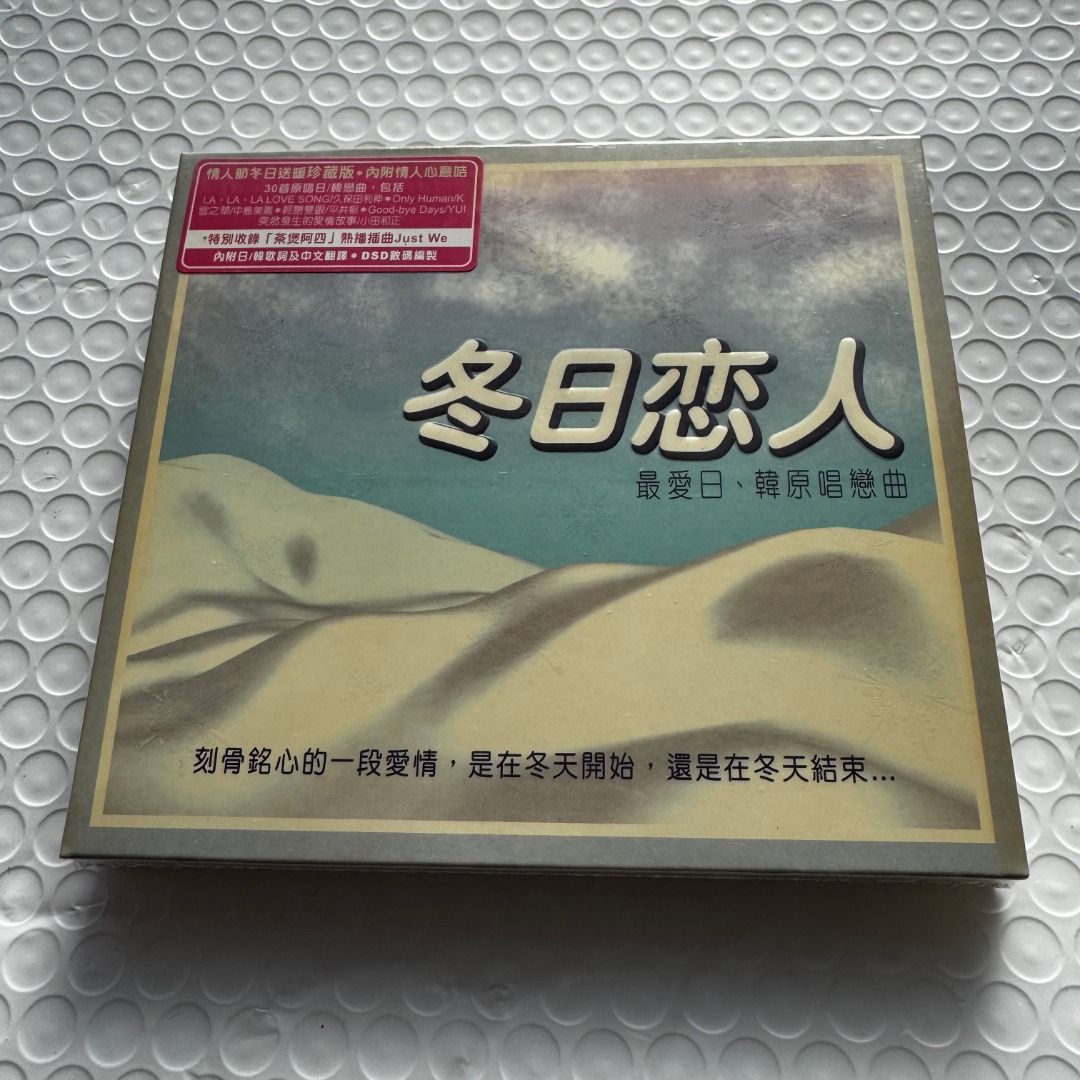 情人節冬日送暖珍藏版•內附情人心意咭
30首原唱日/韓戀曲，包括
LA，LA，LA LOVE SONG/久保田利伸•Only Human/K
雪之華/中島美嘉•輕閉雙眼/平井堅•Good-bye Days/YUI
突然發生的愛情故事/小田和正
*特別收錄「茶煲阿四」熱播插曲Just We
內附日/韓歌詞及中文翻譯•DSD數碼編製
冬日恋人
最愛日、韓原唱戀曲
刻骨銘心的一段愛情，是在冬天開始，還是在冬天結束...